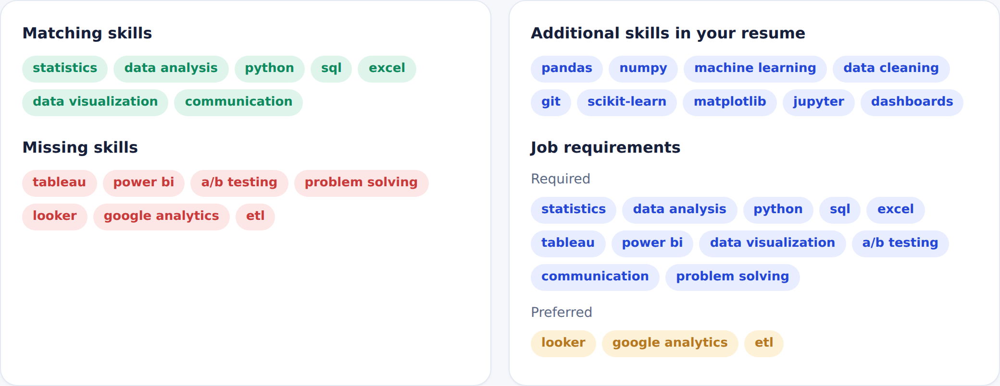 Matching skills
statistics data analysis python sql excel
data visualization communication
Missing skills
tableau power bi a/b testing problem solving
looker google analytics etl
Additional skills in your resume
pandas numpy machine learning data cleaning
git scikit-learn matplotlib jupyter dashboards
Job requirements
Required
statistics data analysis python sql excel
tableau power bi data visualization a/b testing
communication problem solving
Preferred
looker google analytics etl